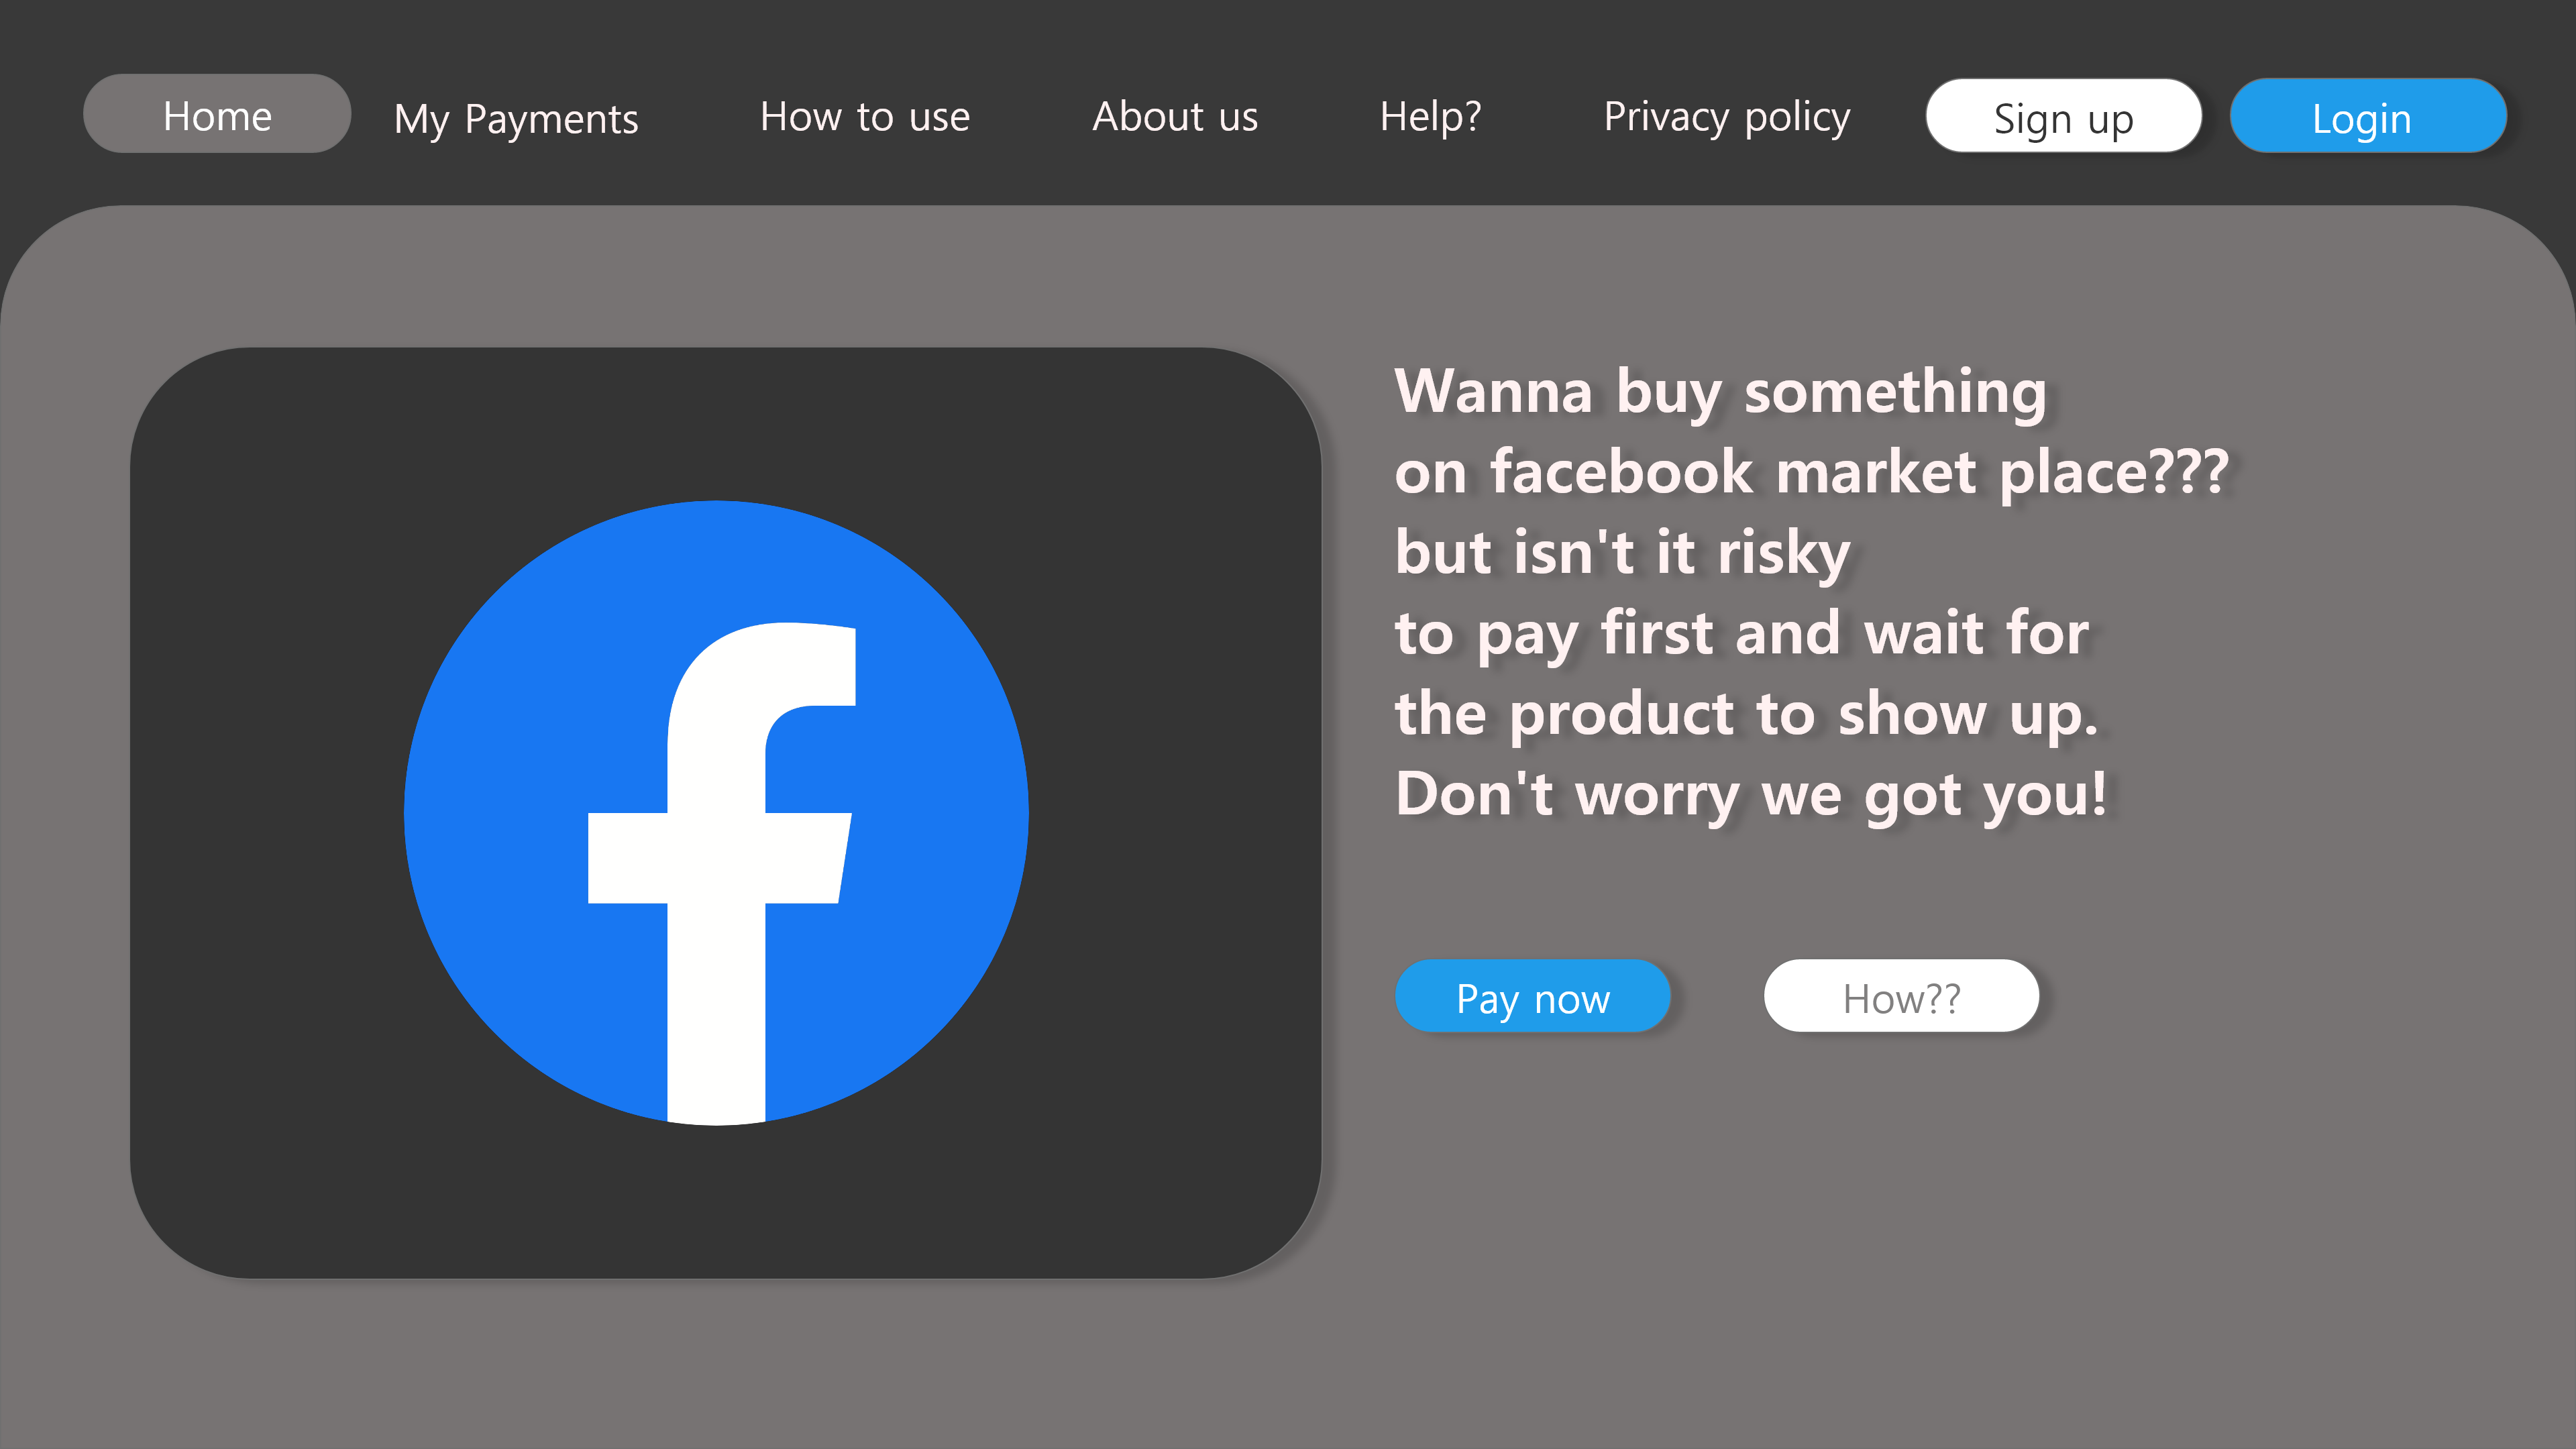 Home
My Payments
How to use
About us
Help?
Privacy policy
Sign up
Login
Wanna buy something
on facebook market place???
but isn't it risky
to pay first and wait for
the product to show up.
Don't worry we got you!
Pay now
How??